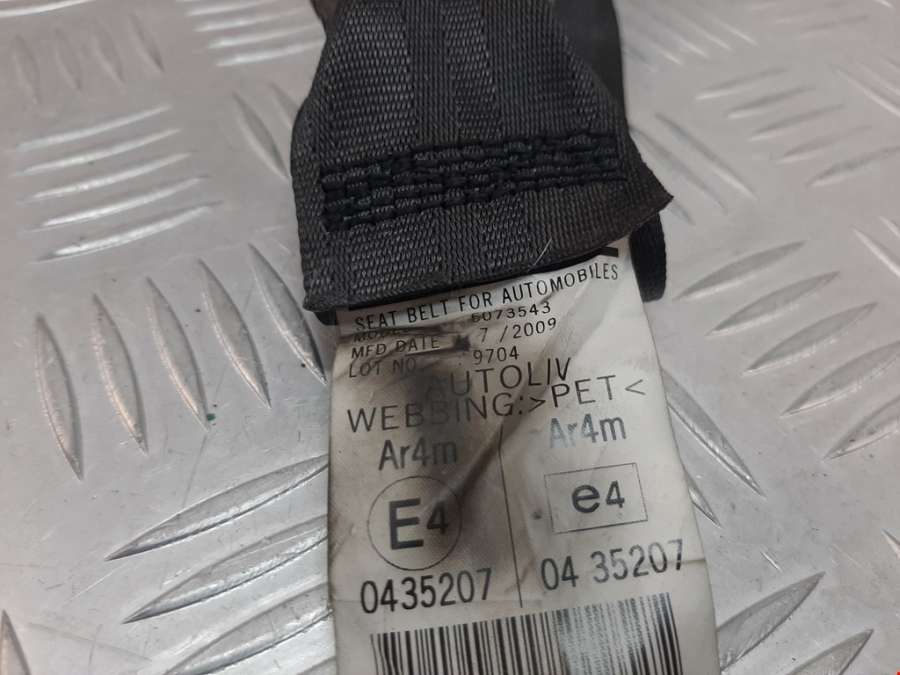 SEAT BELT FOR AUTOMOBILES
6073543
MFD DATE 7/2009
LOT NO. 9704
AUTOLIV
WEBBING:>PET<
Ar4m Ar4m
E4 e4
0435207 04 35207